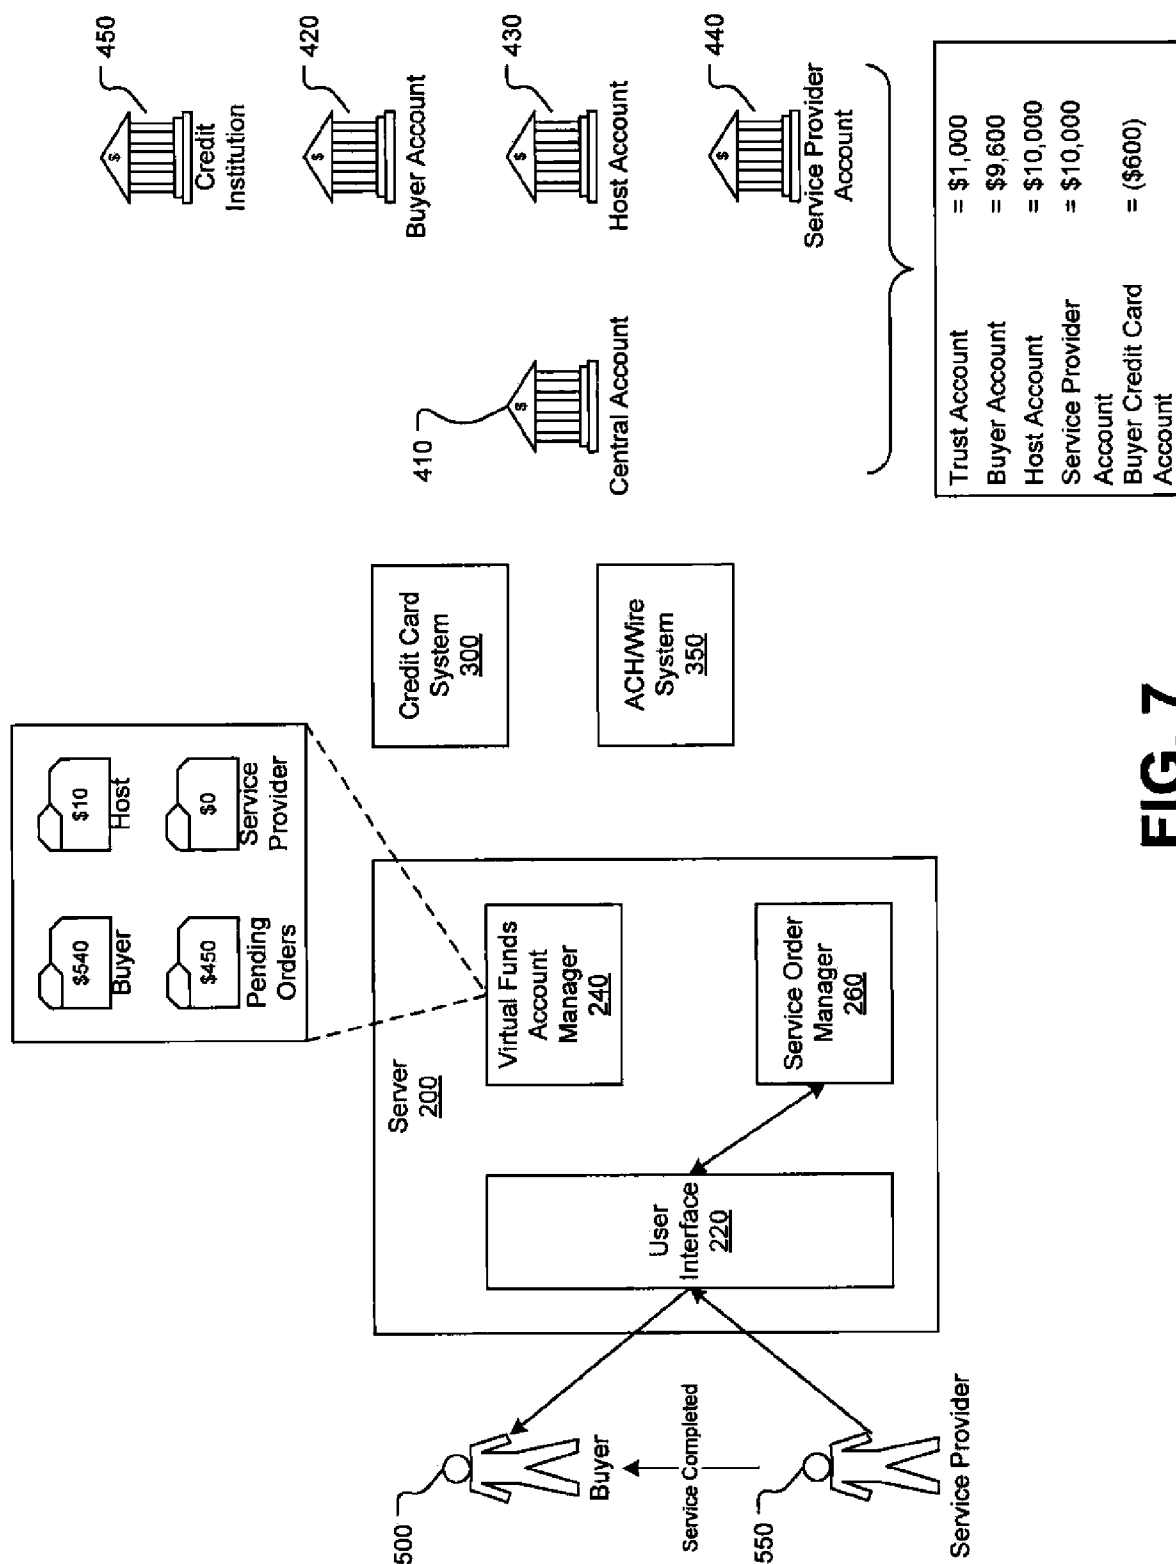 $540
Buyer
$10
Host
$450
Pending
Orders
$0
Service
Provider
500
Buyer
Service Completed
550
Service Provider
Server
200
User
Interface
220
Virtual Funds
Account
Manager
240
Service Order
Manager
260
Credit Card
System
300
ACH/Wire
System
350
410
$
Central Account
450
$
Credit
Institution
420
$
Buyer Account
430
$
Host Account
440
$
Service Provider
Account
Trust Account = $1,000
Buyer Account = $9,600
Host Account = $10,000
Service Provider = $10,000
Account
Buyer Credit Card = ($600)
Account
FIG. 7